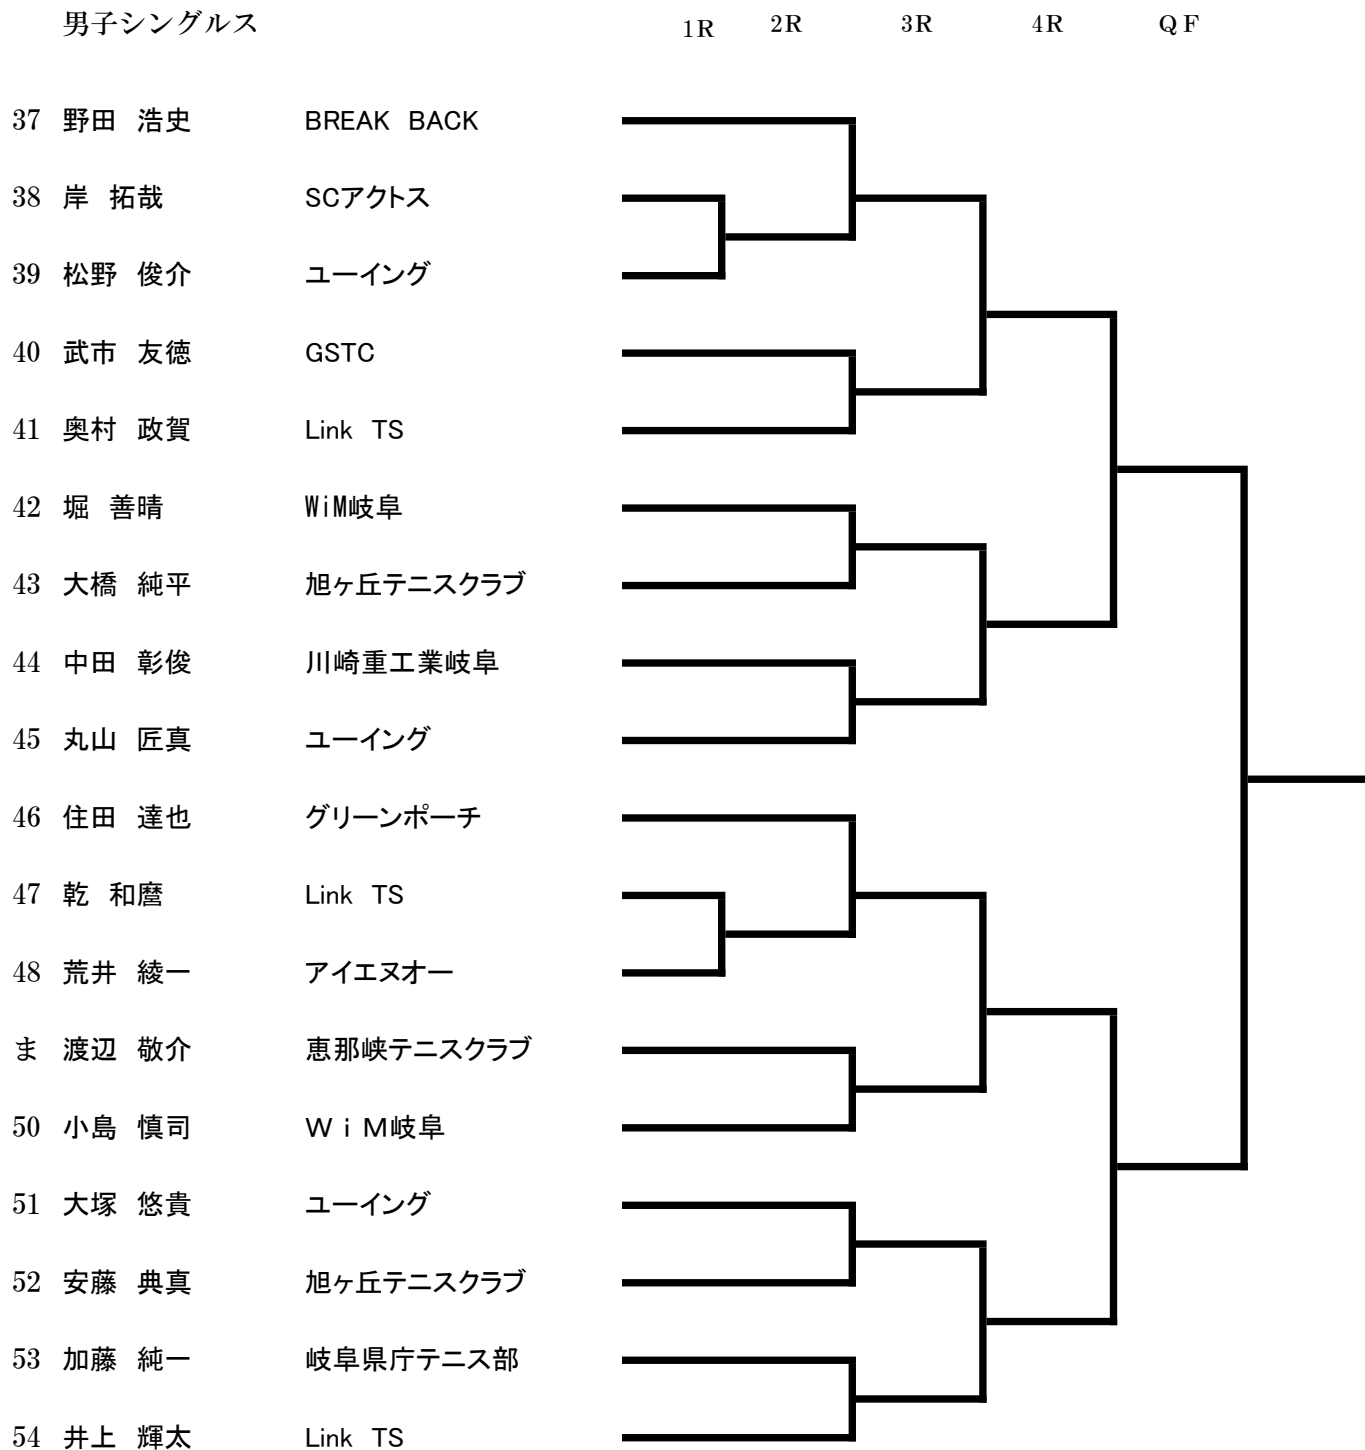 男子シングルス 1R 2R 3R 4R QF
37 野田 浩史 BREAK BACK
38 岸 拓哉 SCアクトス
39 松野 俊介 ユーイング
40 武市 友徳 GSTC
41 奥村 政賀 Link TS
42 堀 善晴 WiM岐阜
43 大橋 純平 旭ヶ丘テニスクラブ
44 中田 彰俊 川崎重工業岐阜
45 丸山 匠真 ユーイング
46 住田 達也 グリーンポーチ
47 乾 和麿 Link TS
48 荒井 綾一 アイエヌオー
ま 渡辺 敬介 恵那峡テニスクラブ
50 小島 慎司 ＷｉＭ岐阜
51 大塚 悠貴 ユーイング
52 安藤 典真 旭ヶ丘テニスクラブ
53 加藤 純一 岐阜県庁テニス部
54 井上 輝太 Link TS